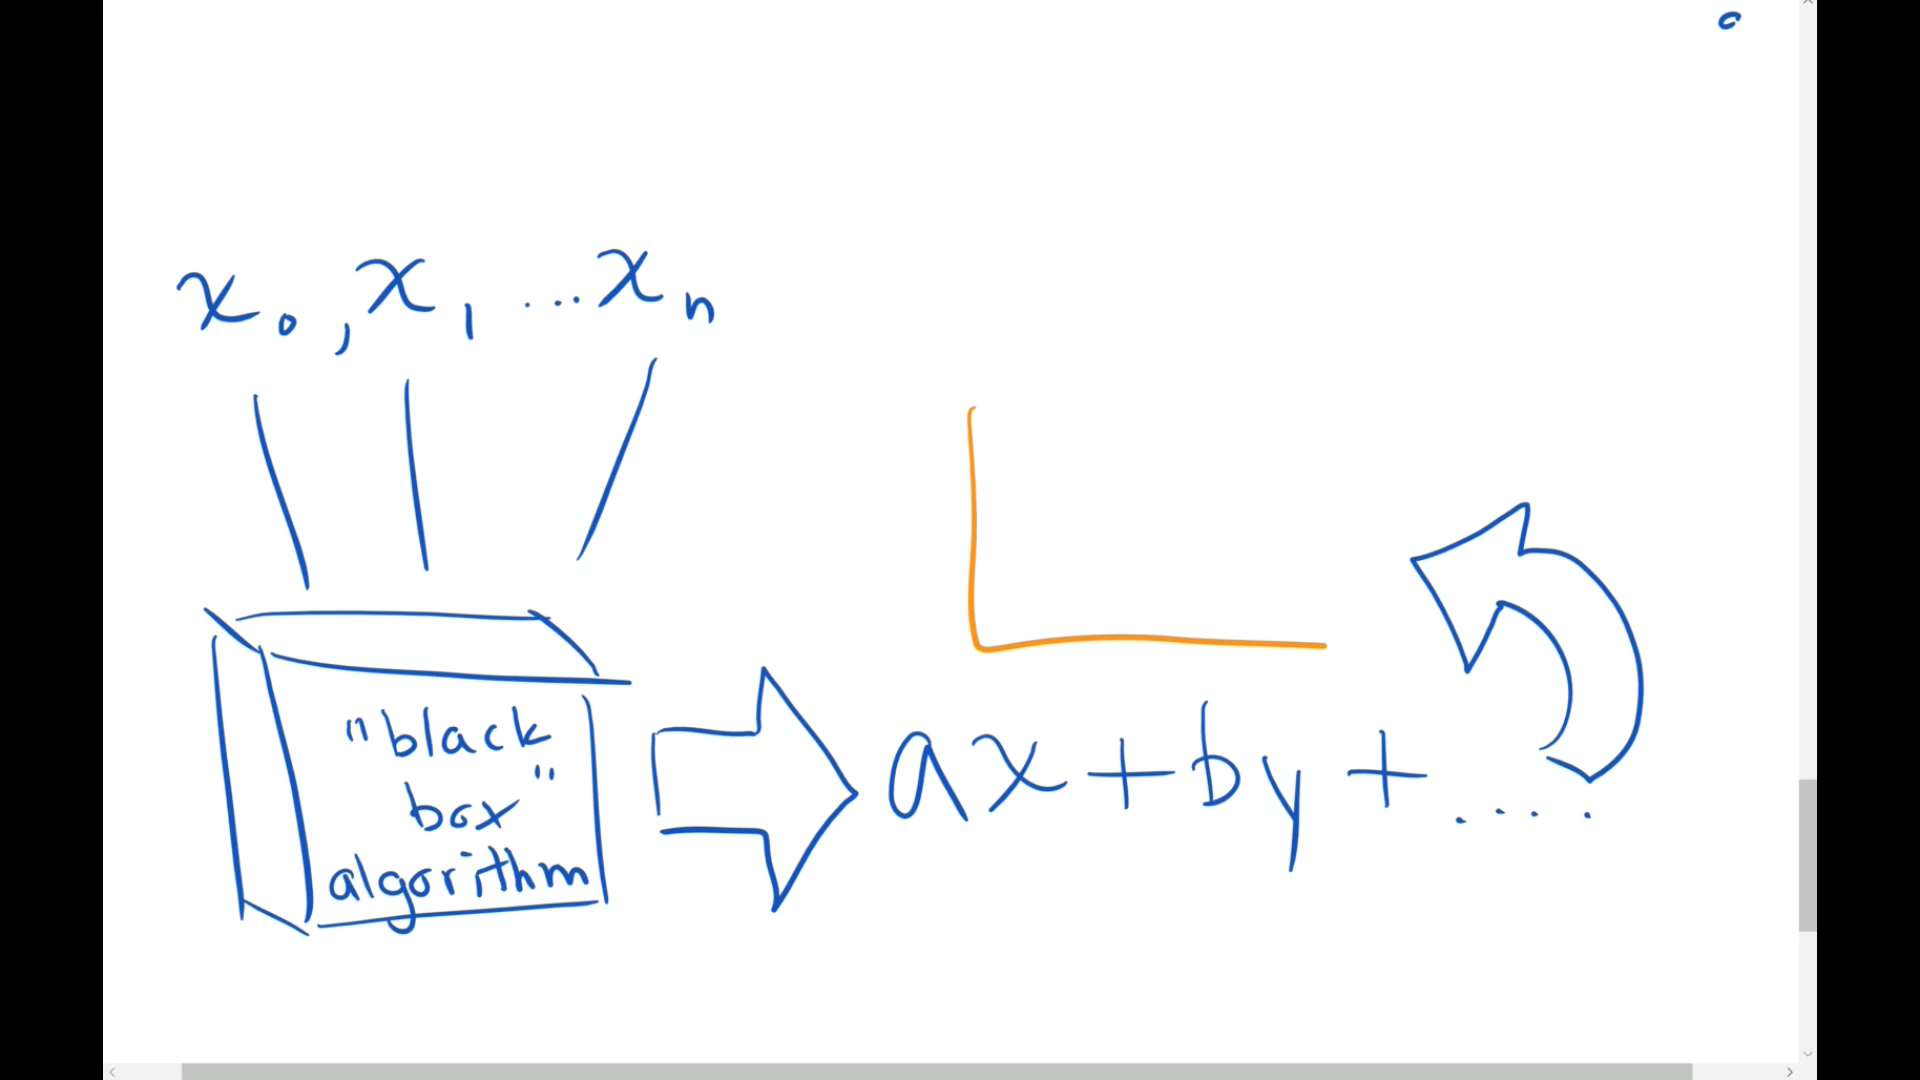 x₀, x₁ ...xₙ
"black
box"
algorithm
ax+by+.....